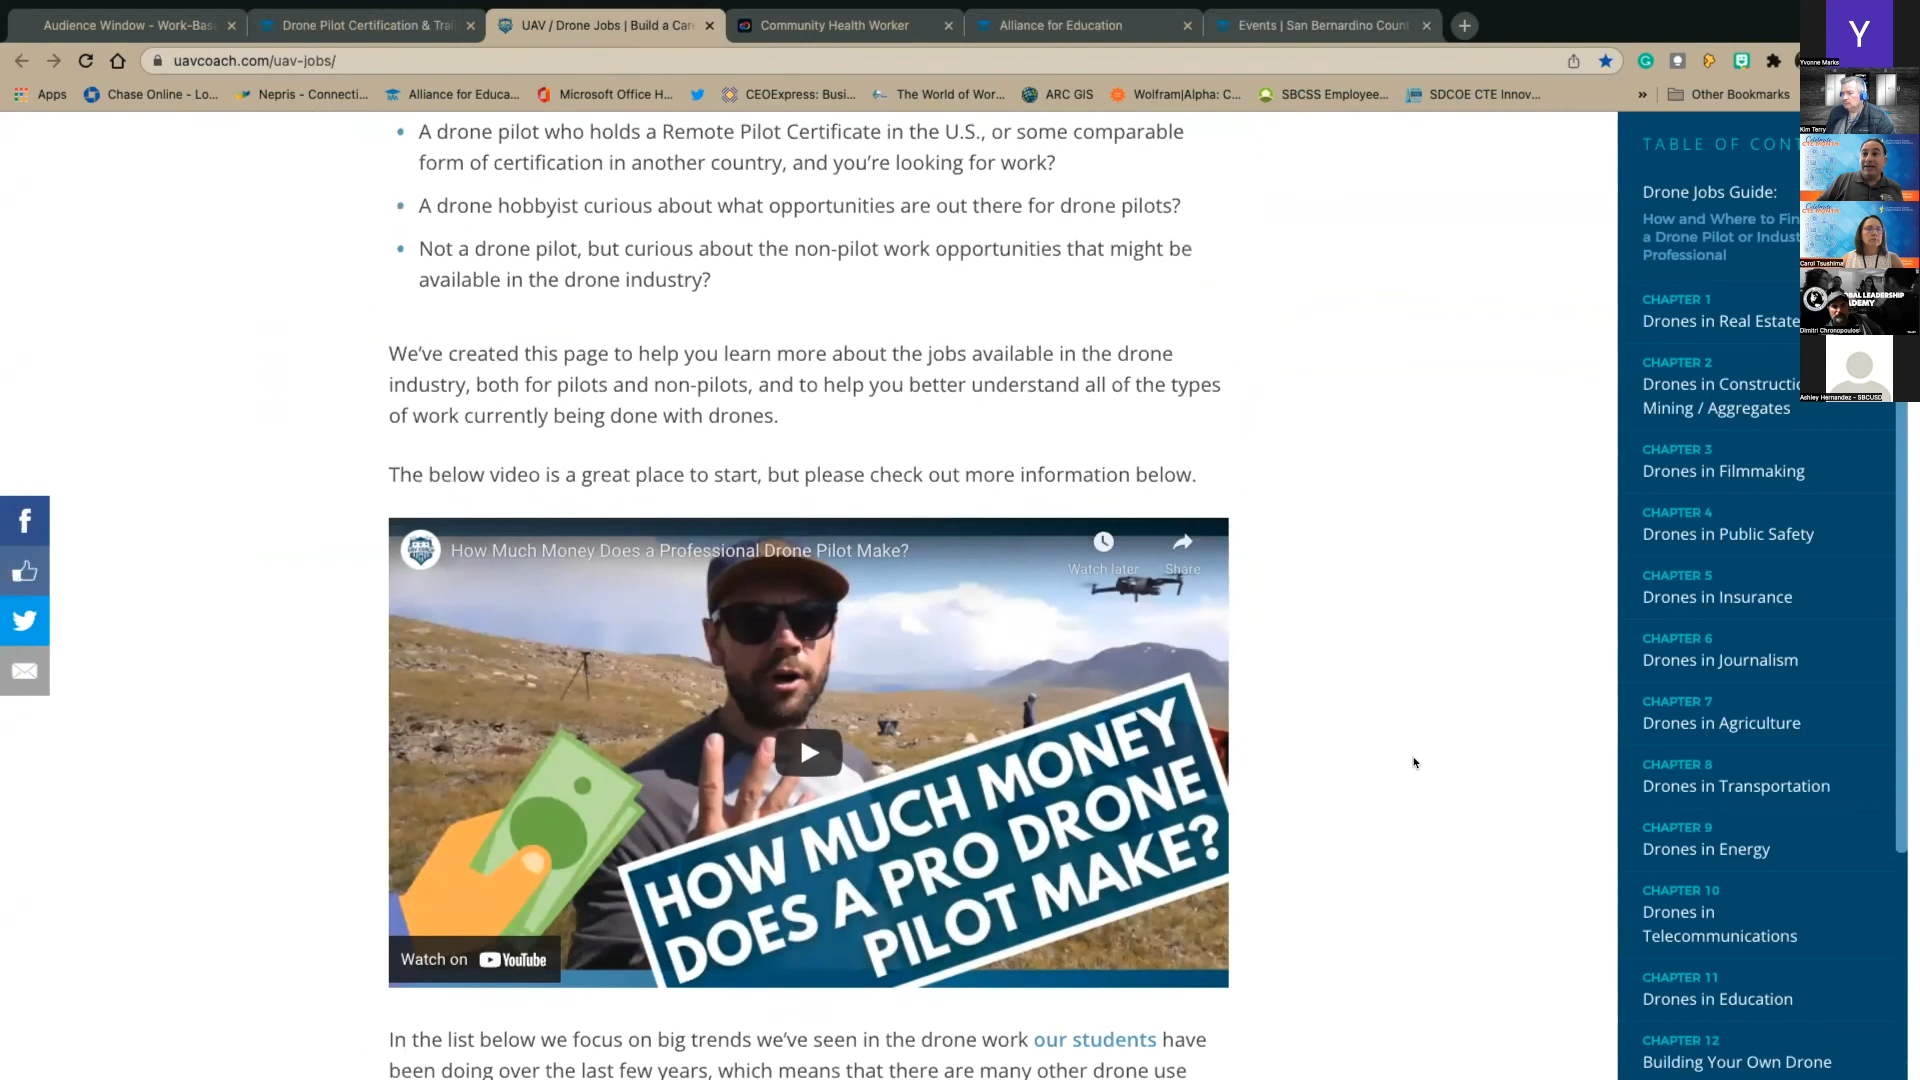 Audience Window - Work-Bas
Drone Pilot Certification & Trai
UAV / Drone Jobs | Build a Car
Community Health Worker
Alliance for Education
Events | San Bernardino Count
uavcoach.com/uav-jobs/
Apps
Chase Online - Lo...
Nepris - Connecti...
Alliance for Educa...
Microsoft Office H...
CEOExpress: Busi...
The World of Wor...
ARC GIS
Wolfram|Alpha: C...
SBCSS Employee...
SDCOE CTE Innov...
»
Other Bookmarks
Y
Yvonne Marks
Kim Terry
Carol Tsushima
Dimitri Chronopoulos
Ashley Hernandez - SBCUSD
A drone pilot who holds a Remote Pilot Certificate in the U.S., or some comparable
form of certification in another country, and you're looking for work?
A drone hobbyist curious about what opportunities are out there for drone pilots?
Not a drone pilot, but curious about the non-pilot work opportunities that might be
available in the drone industry?
We've created this page to help you learn more about the jobs available in the drone
industry, both for pilots and non-pilots, and to help you better understand all of the types
of work currently being done with drones.
The below video is a great place to start, but please check out more information below.
How Much Money Does a Professional Drone Pilot Make?
Watch later
Share
HOW MUCH MONEY
DOES A PRO DRONE
PILOT MAKE?
Watch on YouTube
In the list below we focus on big trends we've seen in the drone work our students have
been doing over the last few years, which means that there are many other drone use
TABLE OF CONT
Drone Jobs Guide:
How and Where to Fin
a Drone Pilot or Indust
Professional
CHAPTER 1
Drones in Real Estate
CHAPTER 2
Drones in Constructio
Mining / Aggregates
CHAPTER 3
Drones in Filmmaking
CHAPTER 4
Drones in Public Safety
CHAPTER 5
Drones in Insurance
CHAPTER 6
Drones in Journalism
CHAPTER 7
Drones in Agriculture
CHAPTER 8
Drones in Transportation
CHAPTER 9
Drones in Energy
CHAPTER 10
Drones in
Telecommunications
CHAPTER 11
Drones in Education
CHAPTER 12
Building Your Own Drone